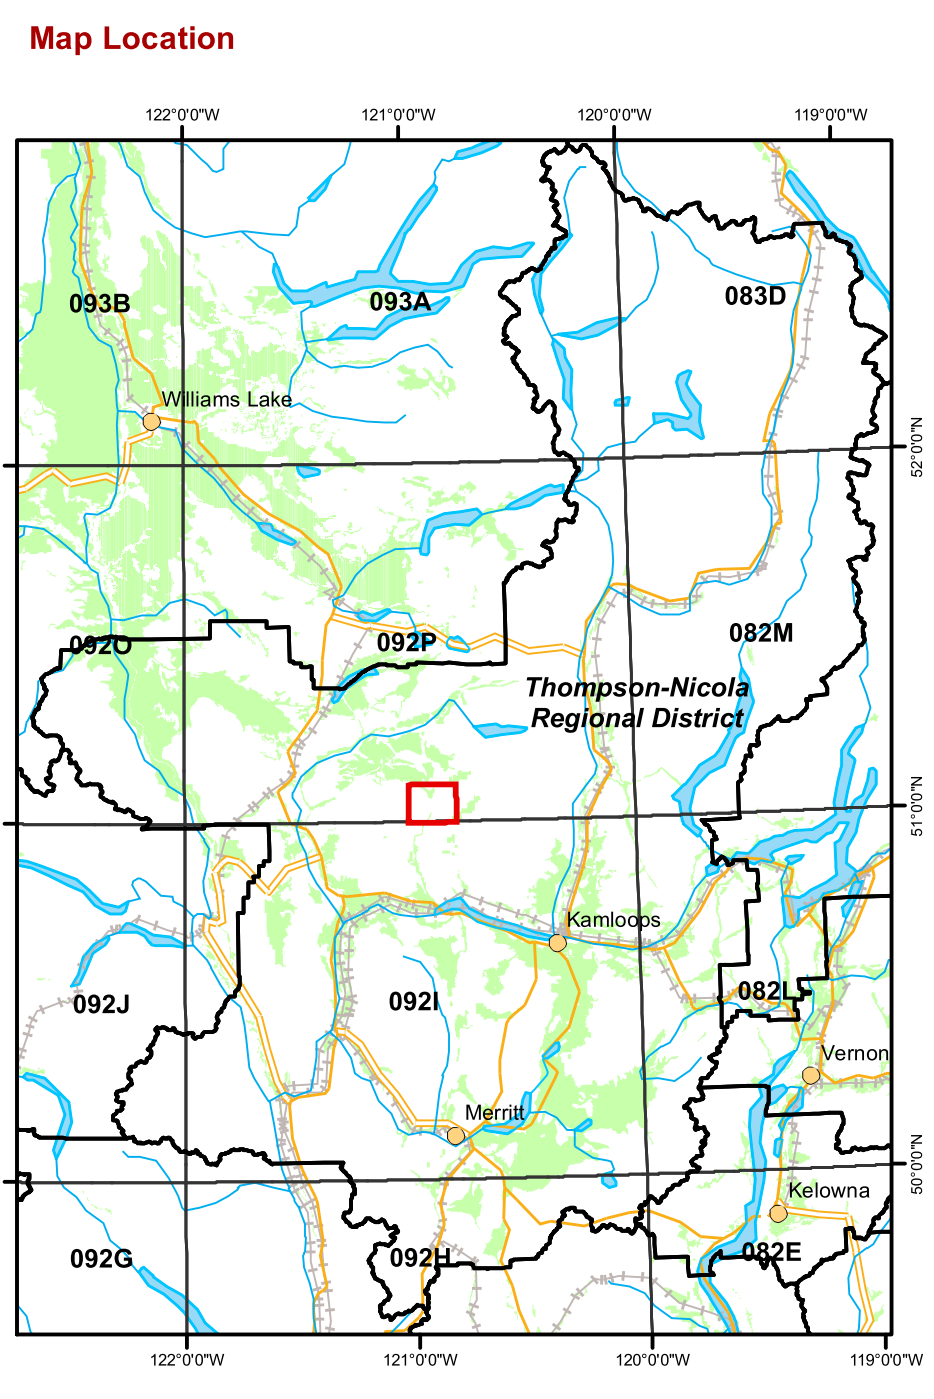 Map Location
122°0'0"W 121°0'0"W 120°0'0"W 119°0'0"W
083D
093B 093A
Williams Lake
52°0'0"N
082M
092O 092P
Thompson-Nicola
Regional District
51°0'0"N
Kamloops
082L
092J 092I
Vernon
Merritt
50°0'0"N
Kelowna
092G 092H 082E
122°0'0"W 121°0'0"W 120°0'0"W 119°0'0"W